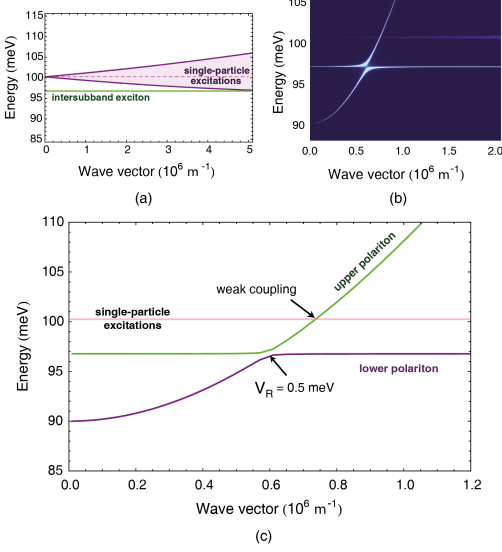 115
110
105
100
95
90
85
Energy (meV)
single-particle
excitations
intersubband exciton
0 1 2 3 4 5
Wave vector (10⁶ m⁻¹)
(a)
105
100
95
90
Energy (meV)
0.0 0.5 1.0 1.5 2.0
Wave vector (10⁶ m⁻¹)
(b)
110
105
100
95
90
85
Energy (meV)
upper polariton
weak coupling
single-particle
excitations
lower polariton
V_R = 0.5 meV
0.0 0.2 0.4 0.6 0.8 1.0 1.2
Wave vector (10⁶ m⁻¹)
(c)